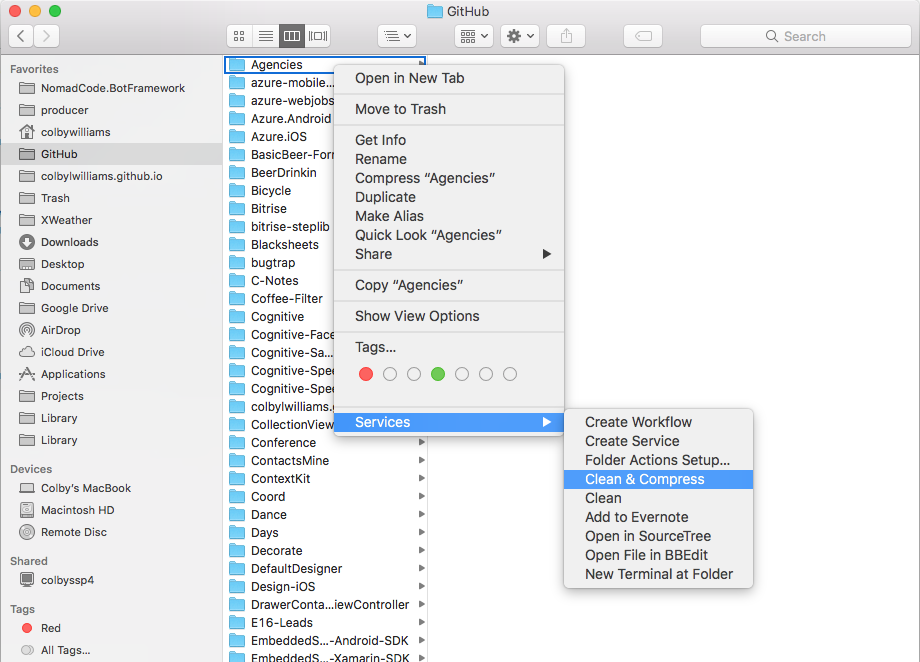 GitHub
Search
Favorites
NomadCode.BotFramework
producer
colbywilliams
GitHub
colbylwilliams.github.io
Trash
XWeather
Downloads
Desktop
Documents
Google Drive
AirDrop
iCloud Drive
Applications
Projects
Library
Library
Devices
Colby's MacBook
Macintosh HD
Remote Disc
Shared
colbyssp4
Tags
Red
All Tags...
Agencies
azure-mobile...
azure-webjobs
Azure.Android
Azure.iOS
BasicBeer-For
BeerDrinkin
Bicycle
Bitrise
bitrise-steplib
Blacksheets
bugtrap
C-Notes
Coffee-Filter
Cognitive
Cognitive-Face
Cognitive-Sa...
Cognitive-Spee
Cognitive-Spee
colbylwilliams.
CollectionView
Conference
ContactsMine
ContextKit
Coord
Dance
Days
Decorate
DefaultDesigner
Design-iOS
DrawerConta...iewController
E16-Leads
EmbeddedS...-Android-SDK
EmbeddedS...-Xamarin-SDK
Open in New Tab
Move to Trash
Get Info
Rename
Compress “Agencies”
Duplicate
Make Alias
Quick Look “Agencies”
Share
Copy “Agencies”
Show View Options
Tags...
Services
Create Workflow
Create Service
Folder Actions Setup...
Clean & Compress
Clean
Add to Evernote
Open in SourceTree
Open File in BBEdit
New Terminal at Folder